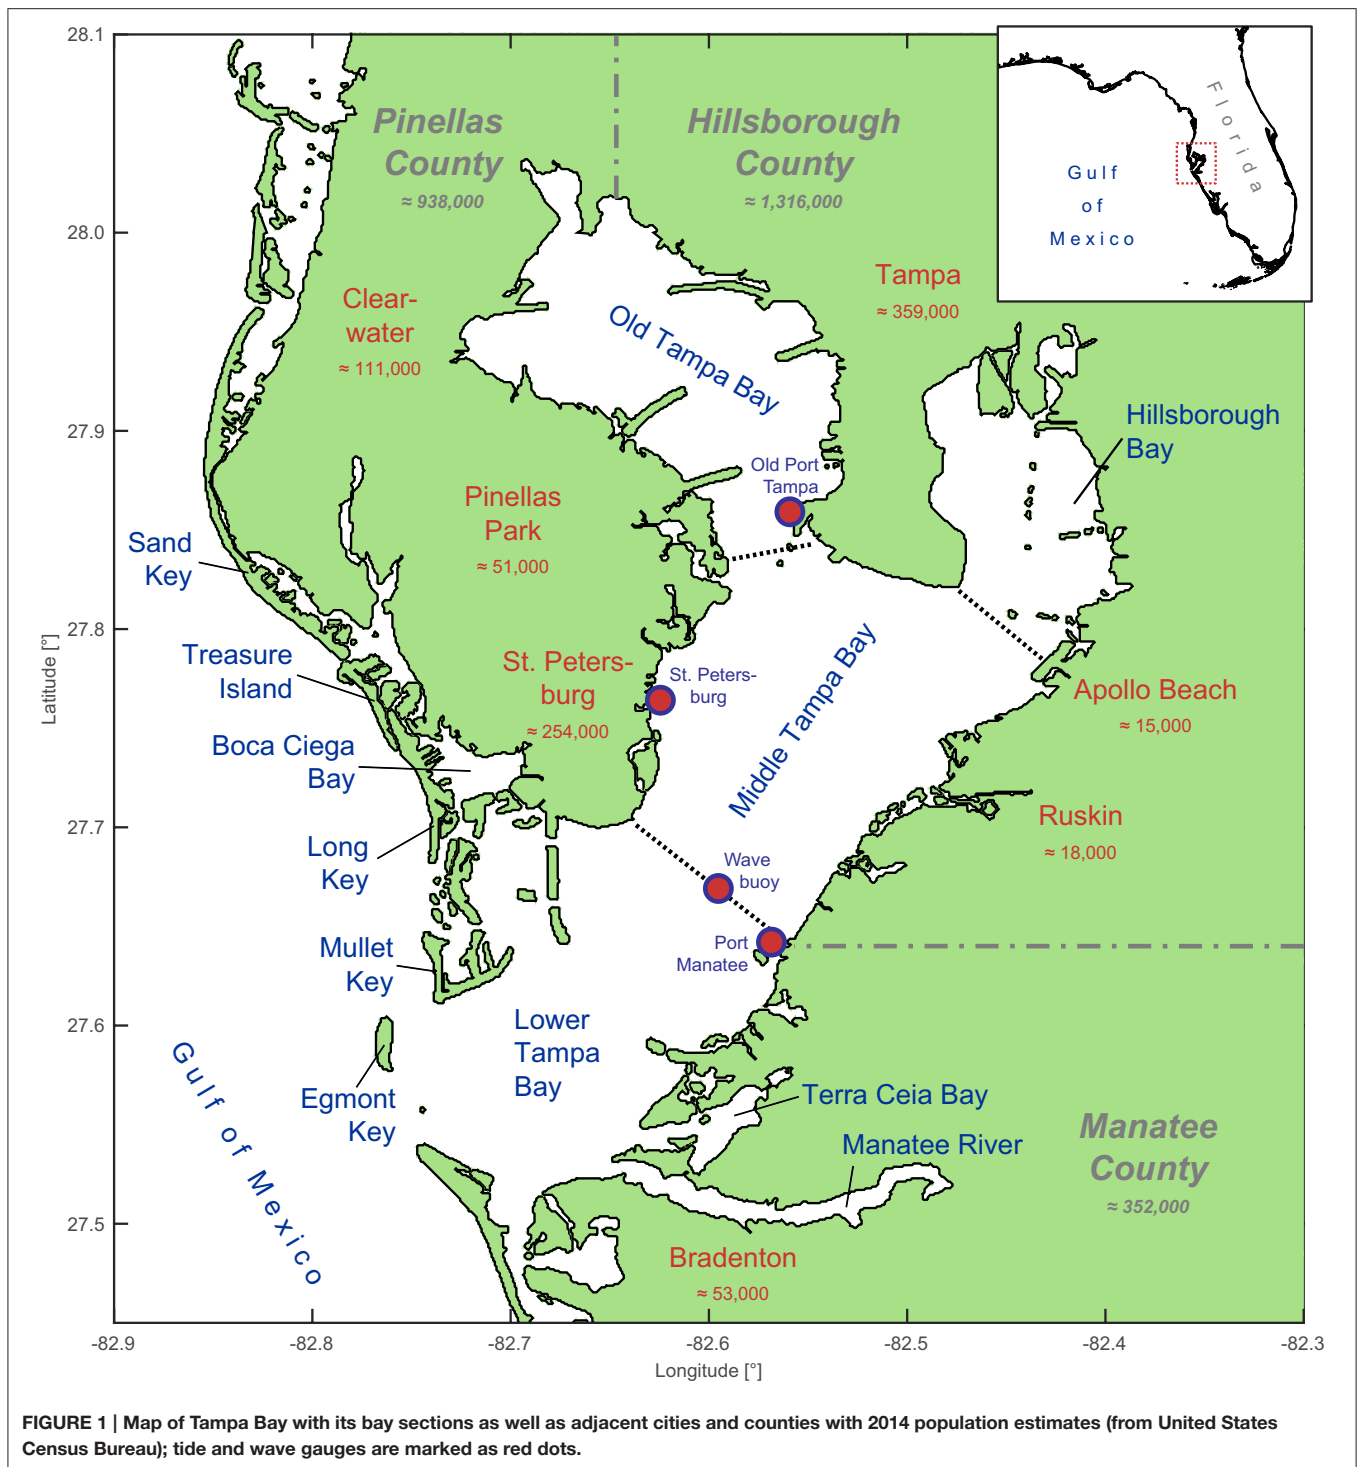 28.1
28.0
27.9
27.8
27.7
27.6
27.5
Latitude [°]
-82.9
-82.8
-82.7
-82.6
-82.5
-82.4
-82.3
Longitude [°]
Pinellas
County
≈ 938,000
Hillsborough
County
≈ 1,316,000
Florida
Gulf
of
Mexico
Tampa
≈ 359,000
Clear-
water
≈ 111,000
Old Tampa Bay
Hillsborough
Bay
Old Port
Tampa
Pinellas
Park
≈ 51,000
Sand
Key
Treasure
Island
St. Peters-
burg
≈ 254,000
St. Peters-
burg
Middle Tampa Bay
Apollo Beach
≈ 15,000
Boca Ciega
Bay
Ruskin
≈ 18,000
Long
Key
Wave
buoy
Mullet
Key
Port
Manatee
Lower
Tampa
Bay
Gulf of Mexico
Egmont
Key
Terra Ceia Bay
Manatee River
Manatee
County
≈ 352,000
Bradenton
≈ 53,000
FIGURE 1 | Map of Tampa Bay with its bay sections as well as adjacent cities and counties with 2014 population estimates (from United States
Census Bureau); tide and wave gauges are marked as red dots.